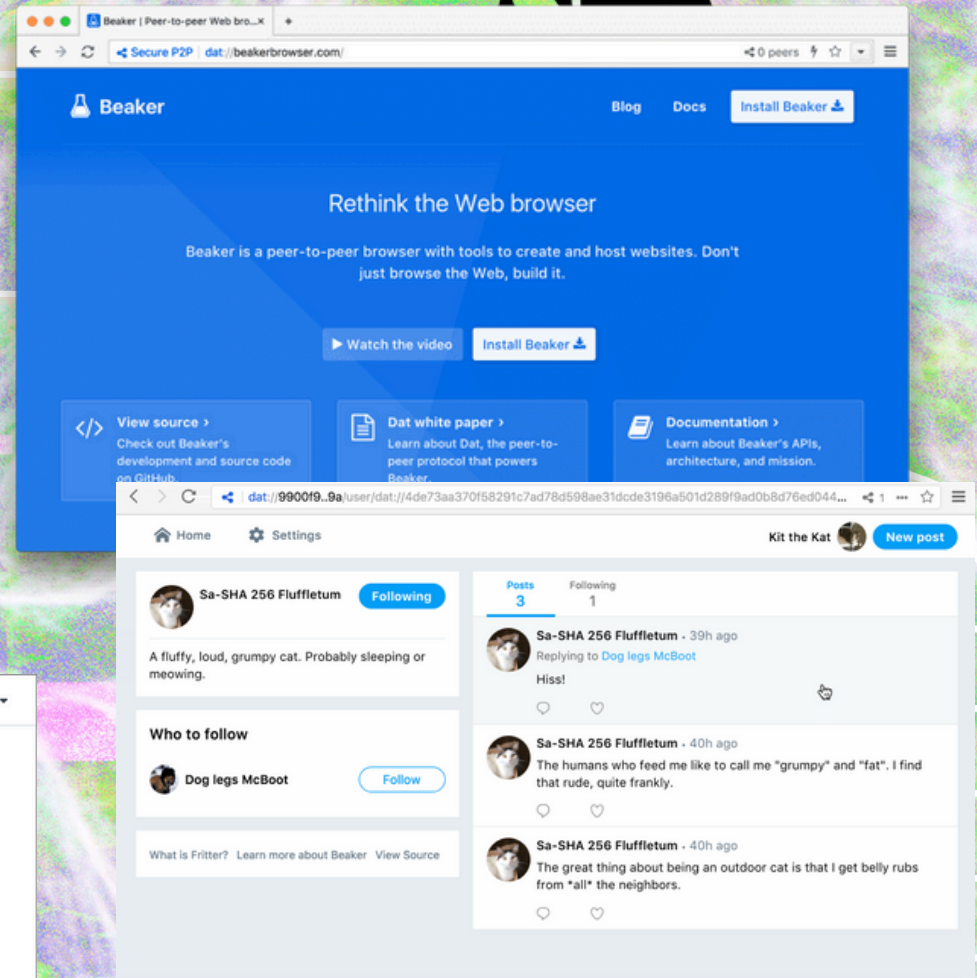 Beaker | Peer-to-peer Web bro...×
Secure P2P dat://beakerbrowser.com/
0 peers
Beaker
Blog Docs Install Beaker
Rethink the Web browser
Beaker is a peer-to-peer browser with tools to create and host websites. Don't
just browse the Web, build it.
Watch the video Install Beaker
View source ›
Check out Beaker's
development and source code
on GitHub.
Dat white paper ›
Learn about Dat, the peer-to-
peer protocol that powers
Beaker.
Documentation ›
Learn about Beaker's APIs,
architecture, and mission.
dat://9900f9..9a/user/dat://4de73aa370f58291c7ad78d598ae31dcde3196a501d289f9ad0b8d76ed044... 1
Home Settings
Kit the Kat New post
Sa-SHA 256 Fluffletum Following
A fluffy, loud, grumpy cat. Probably sleeping or
meowing.
Who to follow
Dog legs McBoot Follow
What is Fritter? Learn more about Beaker View Source
Posts Following
3 1
Sa-SHA 256 Fluffletum · 39h ago
Replying to Dog legs McBoot
Hiss!
Sa-SHA 256 Fluffletum · 40h ago
The humans who feed me like to call me "grumpy" and "fat". I find
that rude, quite frankly.
Sa-SHA 256 Fluffletum · 40h ago
The great thing about being an outdoor cat is that I get belly rubs
from *all* the neighbors.